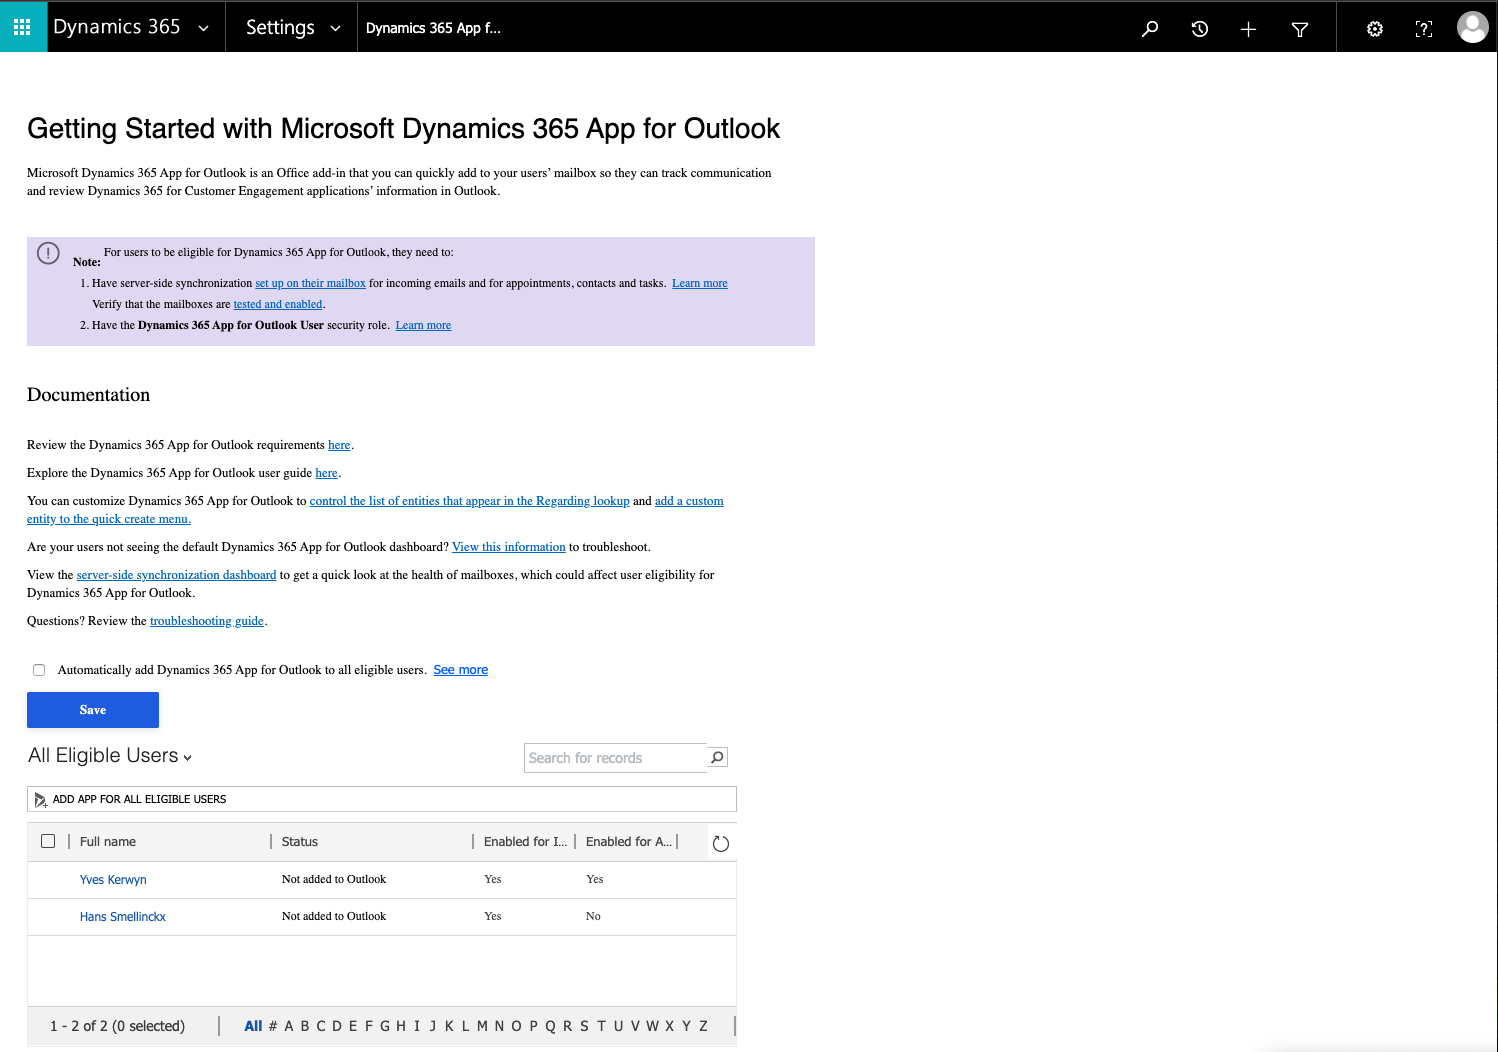 Dynamics 365
Settings
Dynamics 365 App f...
Getting Started with Microsoft Dynamics 365 App for Outlook
Microsoft Dynamics 365 App for Outlook is an Office add-in that you can quickly add to your users’ mailbox so they can track communication
and review Dynamics 365 for Customer Engagement applications’ information in Outlook.
Note: For users to be eligible for Dynamics 365 App for Outlook, they need to:
1. Have server-side synchronization set up on their mailbox for incoming emails and for appointments, contacts and tasks. Learn more
Verify that the mailboxes are tested and enabled.
2. Have the Dynamics 365 App for Outlook User security role. Learn more
Documentation
Review the Dynamics 365 App for Outlook requirements here.
Explore the Dynamics 365 App for Outlook user guide here.
You can customize Dynamics 365 App for Outlook to control the list of entities that appear in the Regarding lookup and add a custom
entity to the quick create menu.
Are your users not seeing the default Dynamics 365 App for Outlook dashboard? View this information to troubleshoot.
View the server-side synchronization dashboard to get a quick look at the health of mailboxes, which could affect user eligibility for
Dynamics 365 App for Outlook.
Questions? Review the troubleshooting guide.
Automatically add Dynamics 365 App for Outlook to all eligible users. See more
Save
All Eligible Users
Search for records
ADD APP FOR ALL ELIGIBLE USERS
Full name | Status | Enabled for I... | Enabled for A... |
Yves Kerwyn Not added to Outlook Yes Yes
Hans Smellinckx Not added to Outlook Yes No
1 - 2 of 2 (0 selected) All # A B C D E F G H I J K L M N O P Q R S T U V W X Y Z